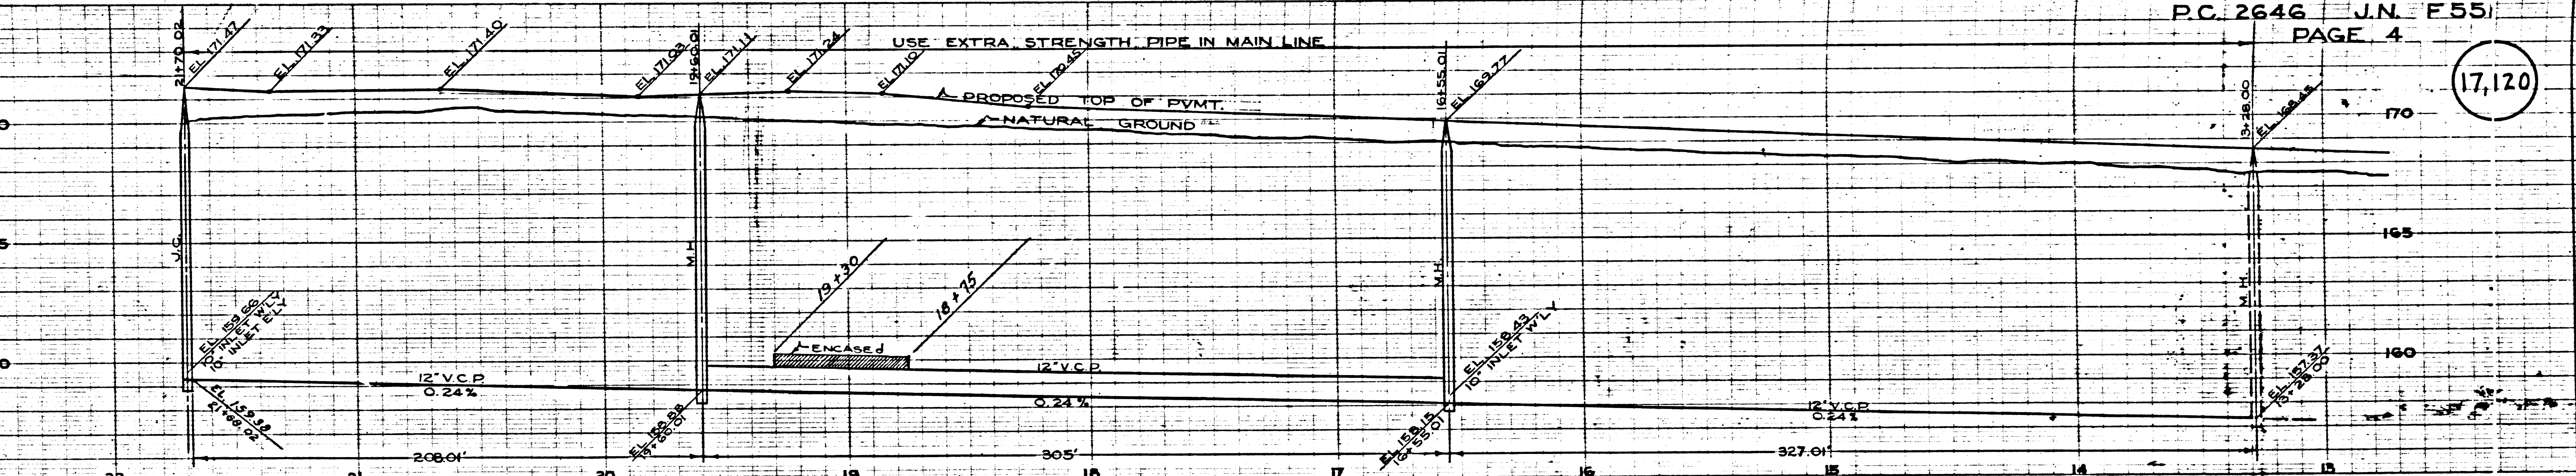 P.C. 2646 J.N. F551
PAGE 4
17,120
USE EXTRA STRENGTH PIPE IN MAIN LINE
21+70.02
EL. 171.47
EL. 171.33
EL. 171.40
EL. 171.03
19+60.01
EL. 171.11
EL. 171.24
EL. 171.10
EL. 170.45
16+55.01
EL. 169.77
13+28.00
EL. 168.45
PROPOSED TOP OF PVMT.
NATURAL GROUND
170
165
160
J.C.
M.H.
M.H.
M.H.
19+30
18+75
ENCASED
EL. 159.66
10" INLET W'LY
10" INLET E'LY
EL. 159.38
21+68.02
12" V.C.P.
0.24%
EL. 158.88
19+60.01
12" V.C.P.
0.24%
EL. 158.43
10" INLET W'LY
EL. 158.15
16+55.01
12" V.C.P.
0.24%
EL. 157.37
13+28.00
208.01'
305'
327.01'
22 21 20 19 18 17 16 15 14 13